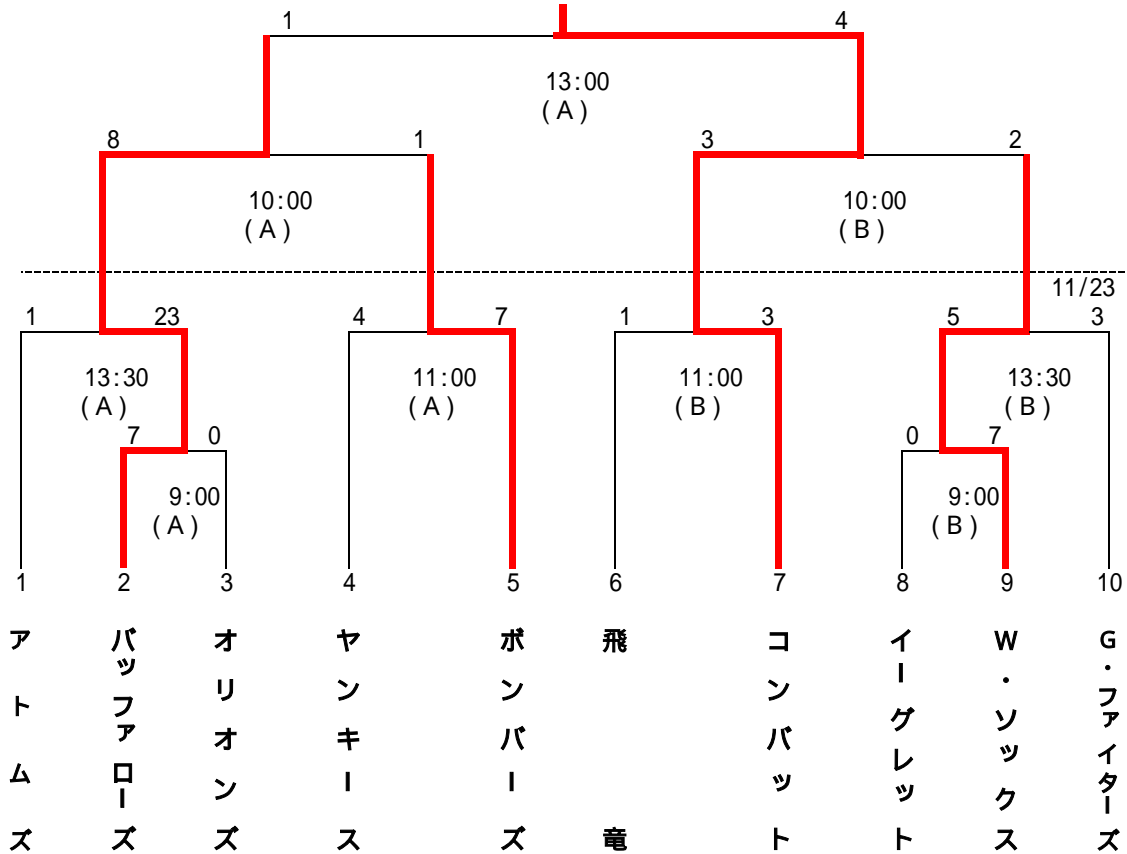 1 4
13:00
(A)
8 1 3 2
10:00 10:00
(A) (B)
11/23
1 23 4 7 1 3 5 3
13:30 11:00 11:00 13:30
(A) (A) (B) (B)
7 0 0 7
9:00 9:00
(A) (B)
1 2 3 4 5 6 7 8 9 10
アトムズ
バッファローズ
オリオンズ
ヤンキース
ボンバーズ
飛竜
コンバット
イーグレット
W・ソックス
G・ファイターズ